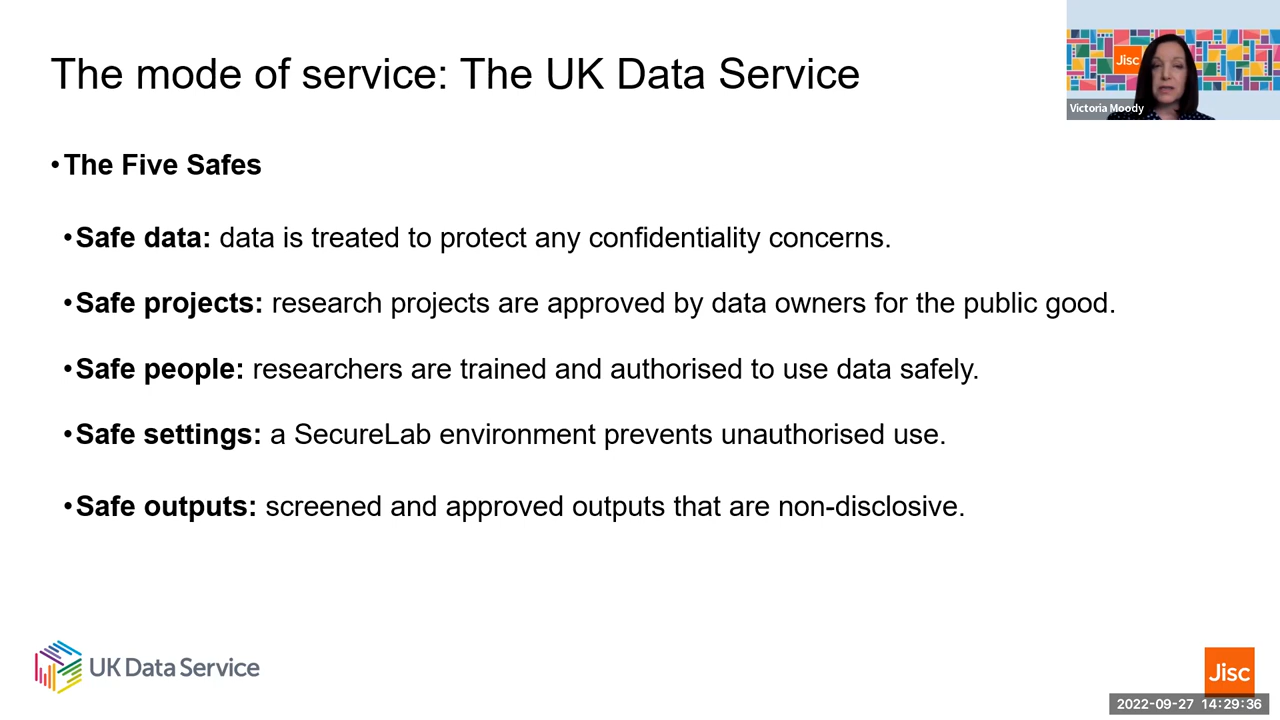 The mode of service: The UK Data Service
Jisc
Victoria Moody
•The Five Safes
•Safe data: data is treated to protect any confidentiality concerns.
•Safe projects: research projects are approved by data owners for the public good.
•Safe people: researchers are trained and authorised to use data safely.
•Safe settings: a SecureLab environment prevents unauthorised use.
•Safe outputs: screened and approved outputs that are non-disclosive.
UK Data Service
Jisc
2022-09-27 14:29:36